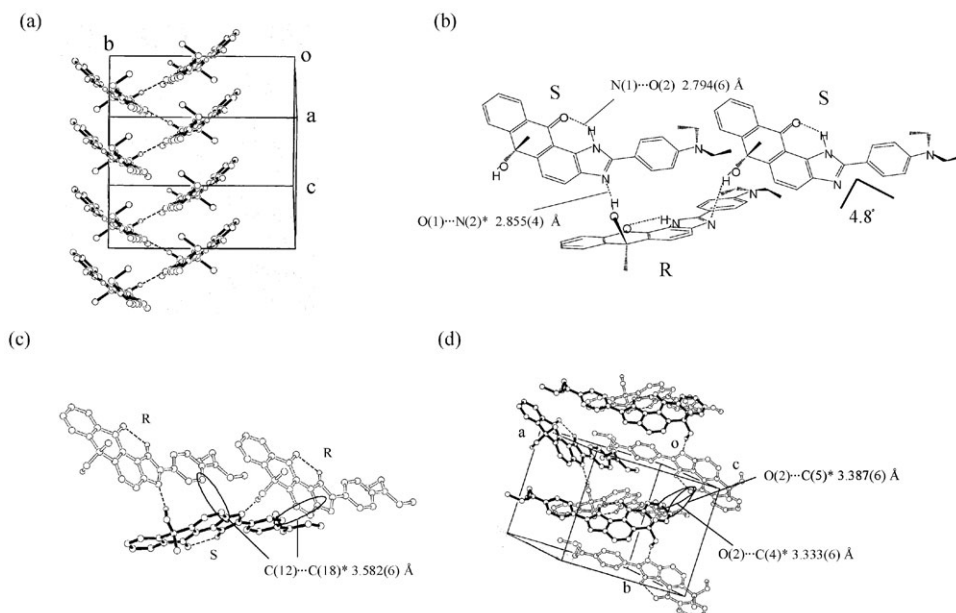 (a)
b
o
a
c
(b)
N(1)···O(2) 2.794(6) Å
S
S
O
H
N
N
H
O
H
O
H
N
N
N
O
H
N
N
O(1)···N(2)* 2.855(4) Å
O
HN
N
N
4.8°
R
(c)
R
R
S
C(12)···C(18)* 3.582(6) Å
(d)
a
o
c
O(2)···C(5)* 3.387(6) Å
O(2)···C(4)* 3.333(6) Å
b